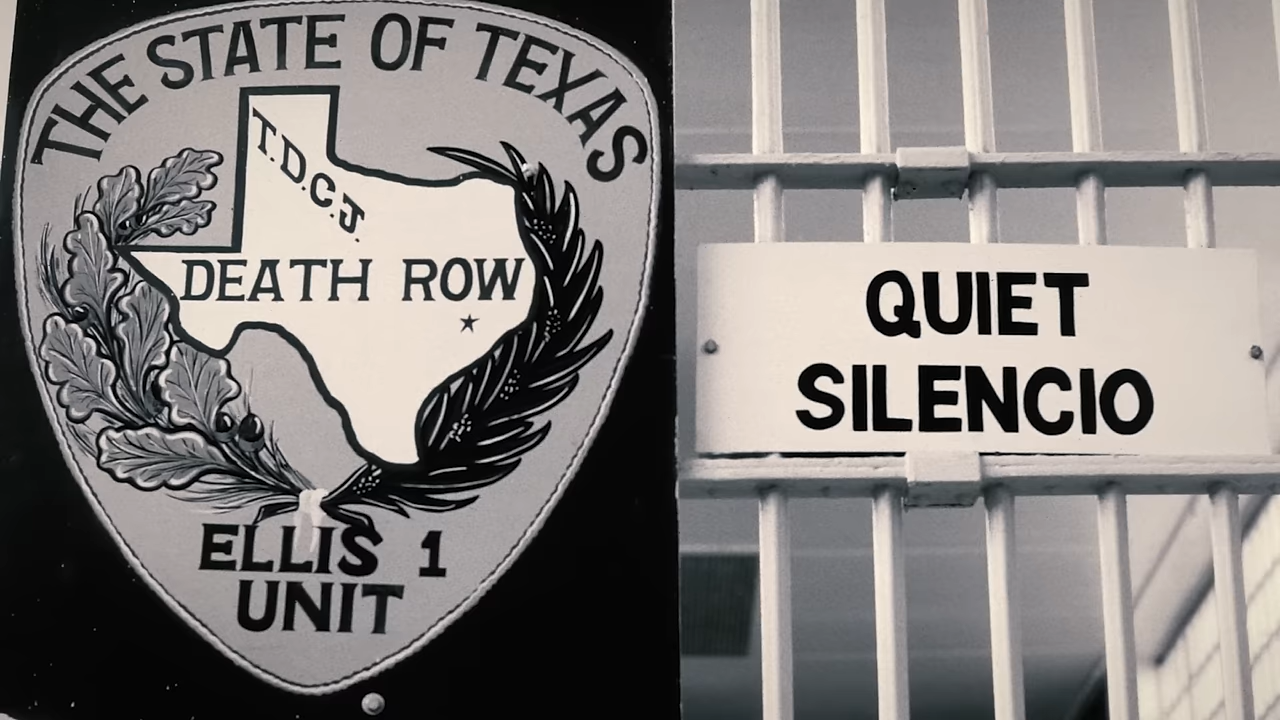 THE STATE OF TEXAS
T.D.C.J.
DEATH ROW
ELLIS 1
UNIT
QUIET
SILENCIO